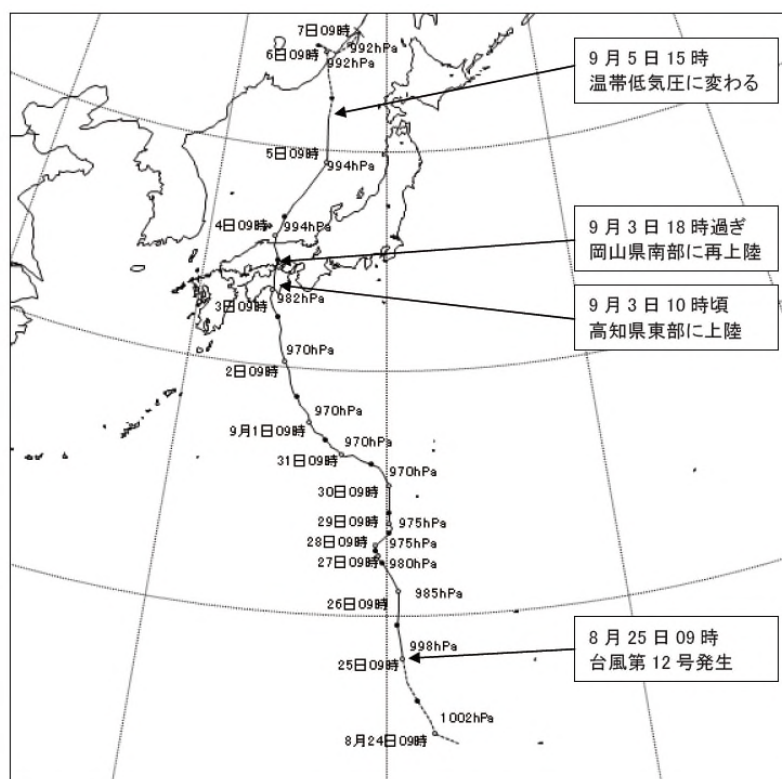 7日09時
992hPa
6日09時
992hPa
9月5日15時
温帯低気圧に変わる
5日09時
994hPa
4日09時
994hPa
9月3日18時過ぎ
岡山県南部に再上陸
982hPa
3日09時
9月3日10時頃
高知県東部に上陸
970hPa
2日09時
970hPa
9月1日09時
970hPa
31日09時
970hPa
30日09時
29日09時
975hPa
28日09時
975hPa
27日09時
980hPa
985hPa
26日09時
8月25日09時
台風第12号発生
998hPa
25日09時
1002hPa
8月24日09時